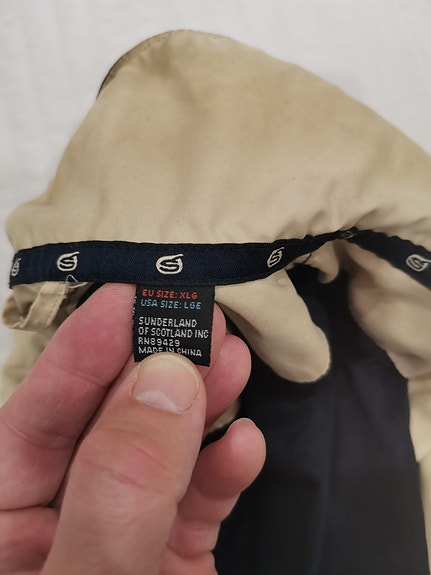 EU SIZE: XLG
USA SIZE: LGE
SUNDERLAND
OF SCOTLAND INC
RN89429
MADE IN CHINA